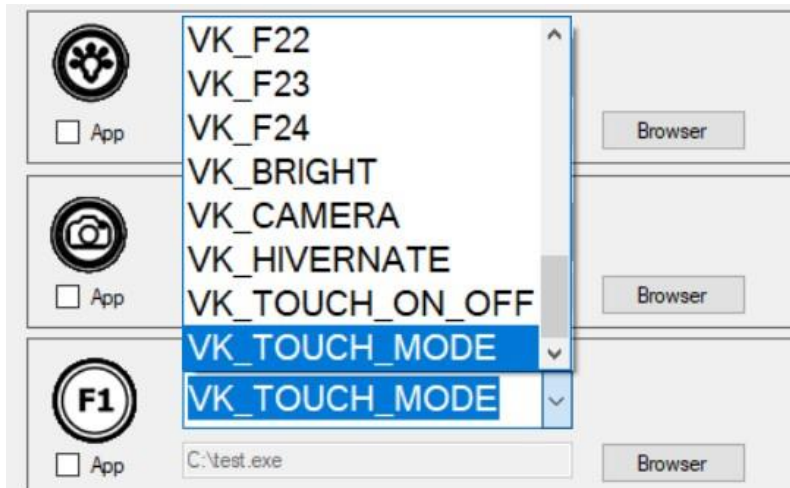 VK_F22
VK_F23
VK_F24
VK_BRIGHT
VK_CAMERA
VK_HIVERNATE
VK_TOUCH_ON_OFF
VK_TOUCH_MODE
App
Browser
App
Browser
F1
VK_TOUCH_MODE
App
C:\test.exe
Browser